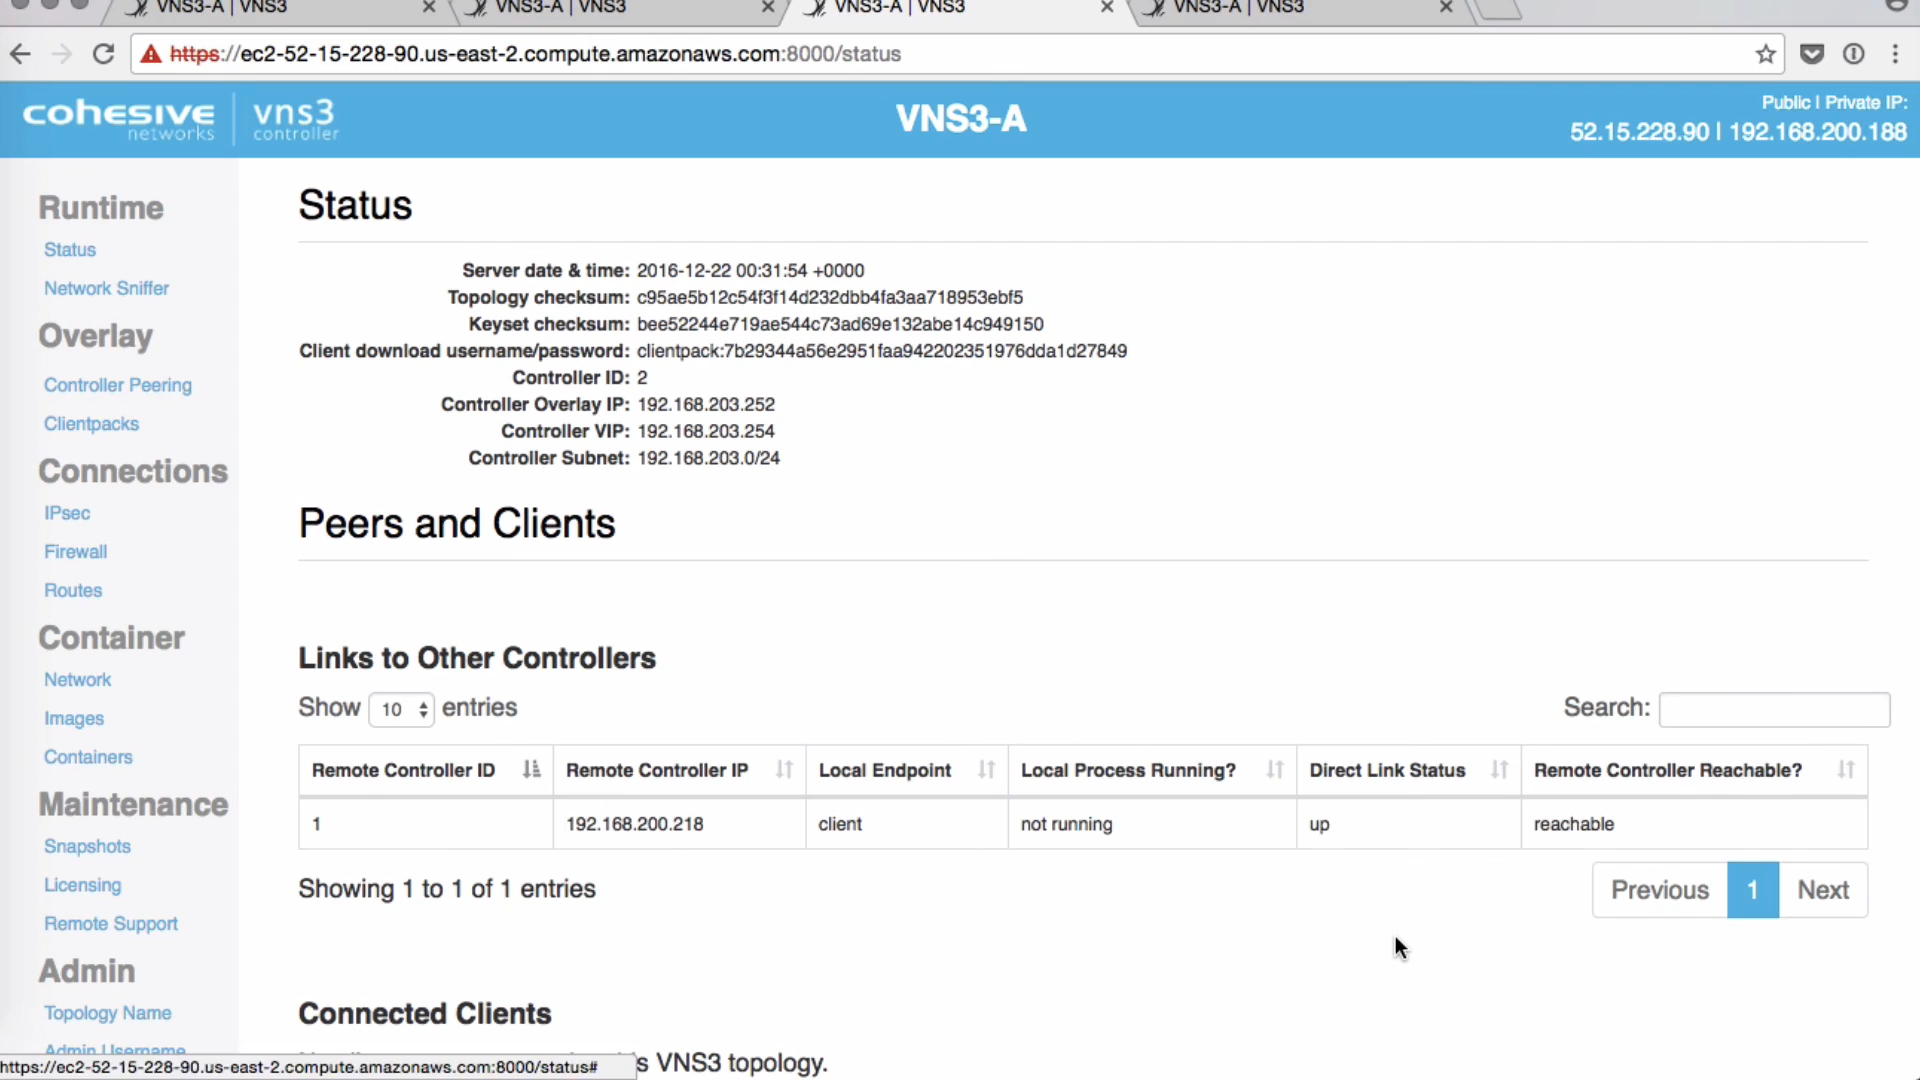 VNS3-A | VNS3
VNS3-A | VNS3
VNS3-A | VNS3
VNS3-A | VNS3
https://ec2-52-15-228-90.us-east-2.compute.amazonaws.com:8000/status
cohesive networks
vns3 controller
VNS3-A
Public | Private IP:
52.15.228.90 | 192.168.200.188
Runtime
Status
Network Sniffer
Overlay
Controller Peering
Clientpacks
Connections
IPsec
Firewall
Routes
Container
Network
Images
Containers
Maintenance
Snapshots
Licensing
Remote Support
Admin
Topology Name
Admin Username
Status
Server date & time: 2016-12-22 00:31:54 +0000
Topology checksum: c95ae5b12c54f3f14d232dbb4fa3aa718953ebf5
Keyset checksum: bee52244e719ae544c73ad69e132abe14c949150
Client download username/password: clientpack:7b29344a56e2951faa942202351976dda1d27849
Controller ID: 2
Controller Overlay IP: 192.168.203.252
Controller VIP: 192.168.203.254
Controller Subnet: 192.168.203.0/24
Peers and Clients
Links to Other Controllers
Show 10 entries
Search:
Remote Controller ID Remote Controller IP Local Endpoint Local Process Running? Direct Link Status Remote Controller Reachable?
1 192.168.200.218 client not running up reachable
Showing 1 to 1 of 1 entries
Previous 1 Next
Connected Clients
s VNS3 topology.
https://ec2-52-15-228-90.us-east-2.compute.amazonaws.com:8000/status#